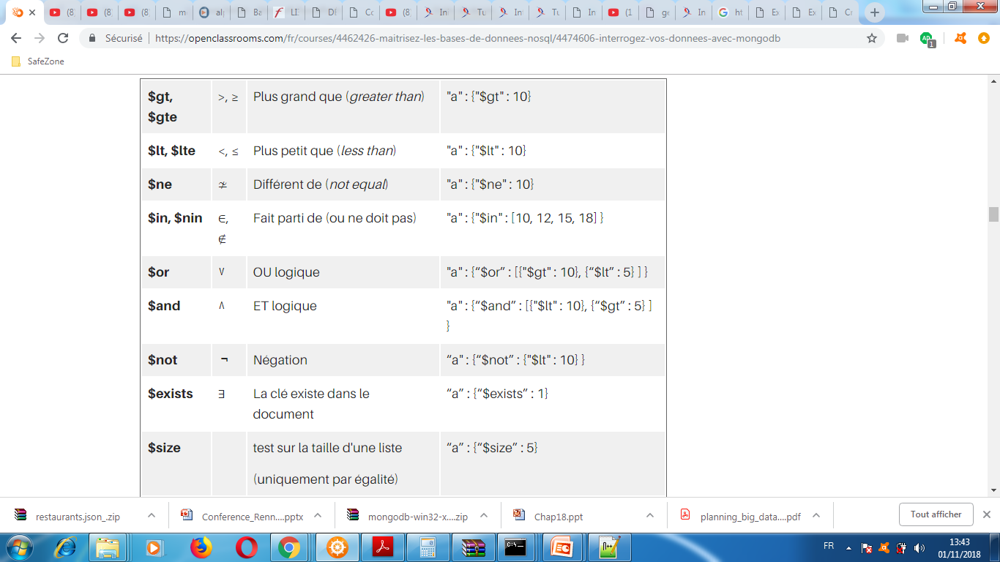 (8
(8
(8
m
al
Ba
LI
DI
Co
(8
In
Tu
In
Tu
In
(1
ge
In
ht
Ex
Ex
Cr
Sécurisé
https://openclassrooms.com/fr/courses/4462426-maitrisez-les-bases-de-donnees-nosql/4474606-interrogez-vos-donnees-avec-mongodb
1
SafeZone
$gt, >, ≥ Plus grand que (greater than) "a" : {"$gt" : 10}
$gte
$lt, $lte <, ≤ Plus petit que (less than) "a" : {"$lt" : 10}
$ne ≄ Différent de (not equal) "a" : {"$ne" : 10}
$in, $nin ∈, Fait parti de (ou ne doit pas) "a" : {"$in" : [10, 12, 15, 18] }
∉
$or ∨ OU logique "a" : {“$or” : [{"$gt" : 10}, {“$lt” : 5} ] }
$and ∧ ET logique "a" : {“$and” : [{"$lt" : 10}, {“$gt” : 5} ]
}
$not ¬ Négation “a" : {“$not” : {"$lt" : 10} }
$exists ∃ La clé existe dans le “a” : {“$exists” : 1}
document
$size test sur la taille d'une liste “a” : {“$size” : 5}
(uniquement par égalité)
restaurants.json_.zip
Conference_Renn....pptx
mongodb-win32-x....zip
Chap18.ppt
planning_big_data....pdf
Tout afficher
FR
13:43
01/11/2018